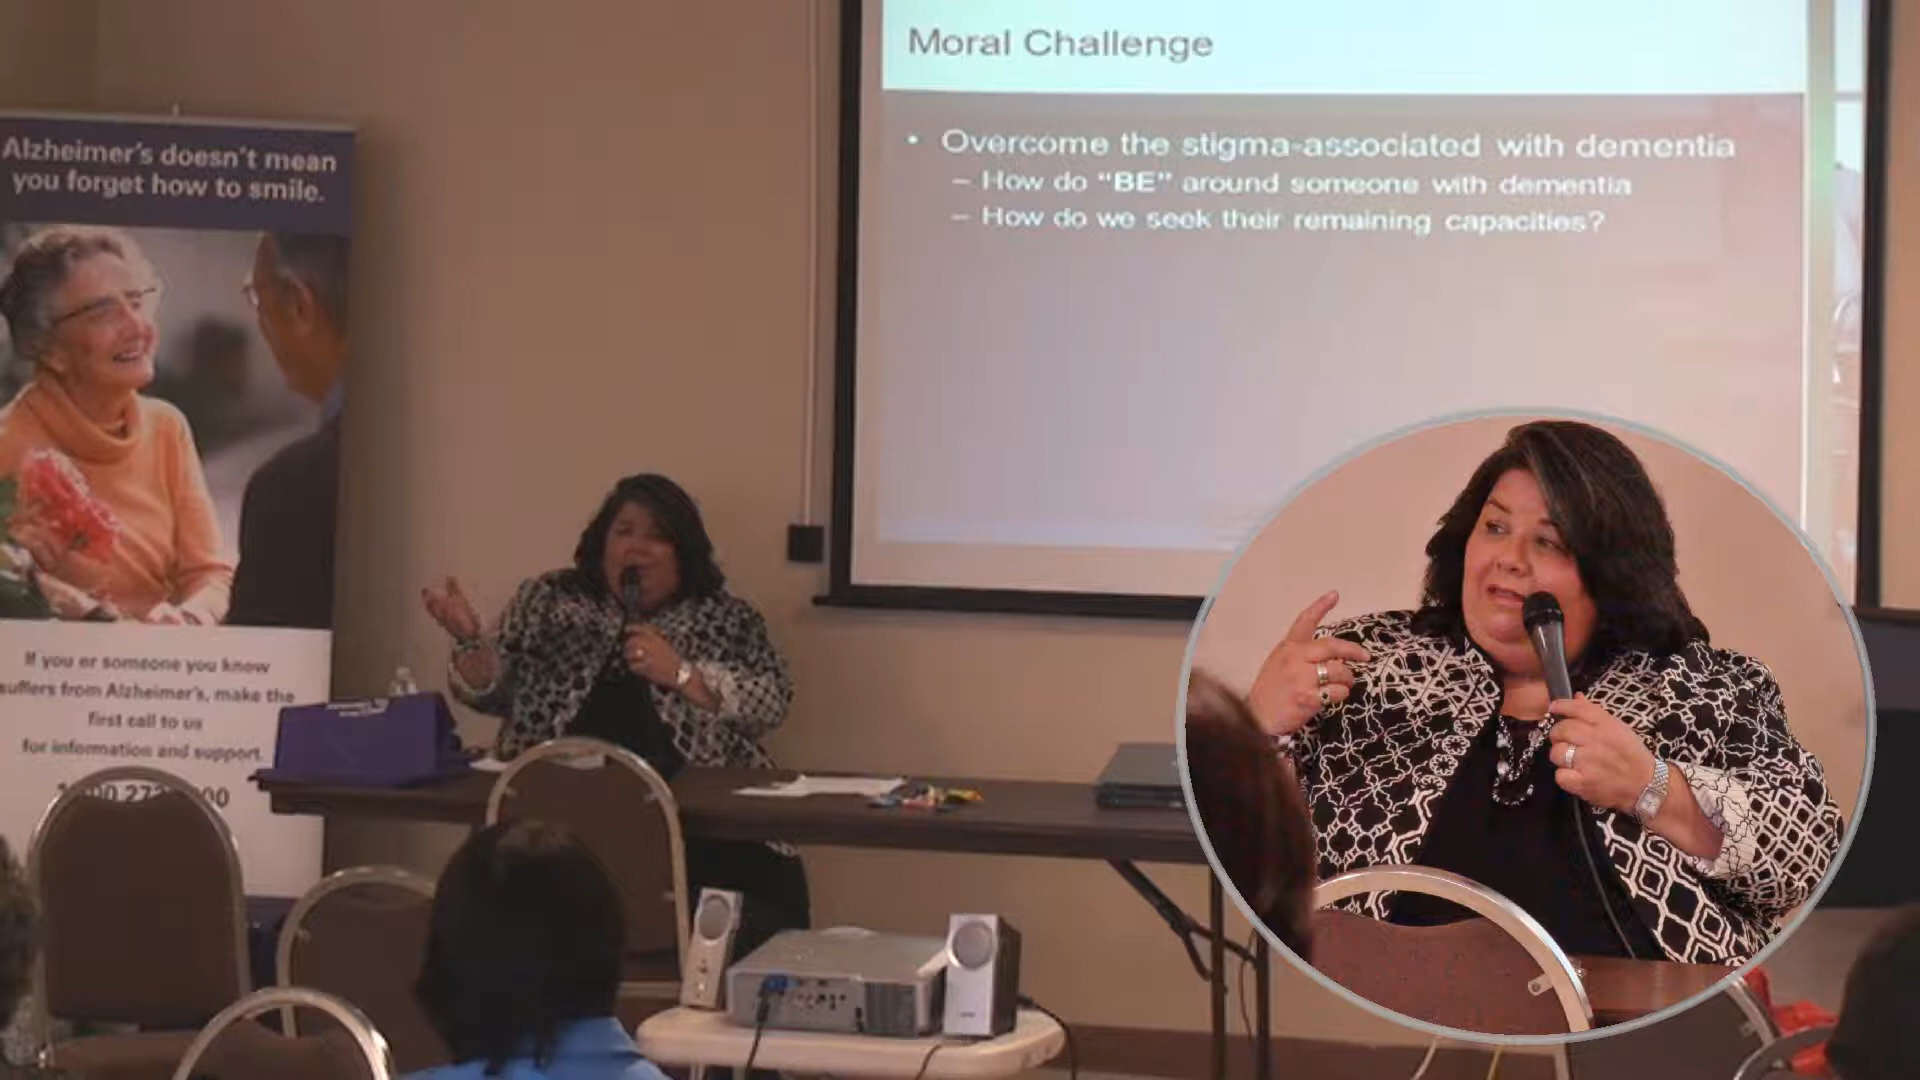 Alzheimer's doesn't mean
you forget how to smile.
If you or someone you know
suffers from Alzheimer's, make the
first call to us
for information and support.
Moral Challenge
• Overcome the stigma-associated with dementia
– How do “BE” around someone with dementia
– How do we seek their remaining capacities?